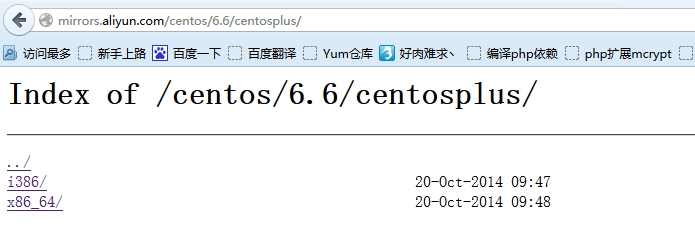 mirrors.aliyun.com/centos/6.6/centosplus/
访问最多 新手上路 百度一下 百度翻译 Yum仓库 好肉难求丶 编译php依赖 php扩展mcrypt
Index of /centos/6.6/centosplus/
../
i386/ 20-Oct-2014 09:47
x86_64/ 20-Oct-2014 09:48